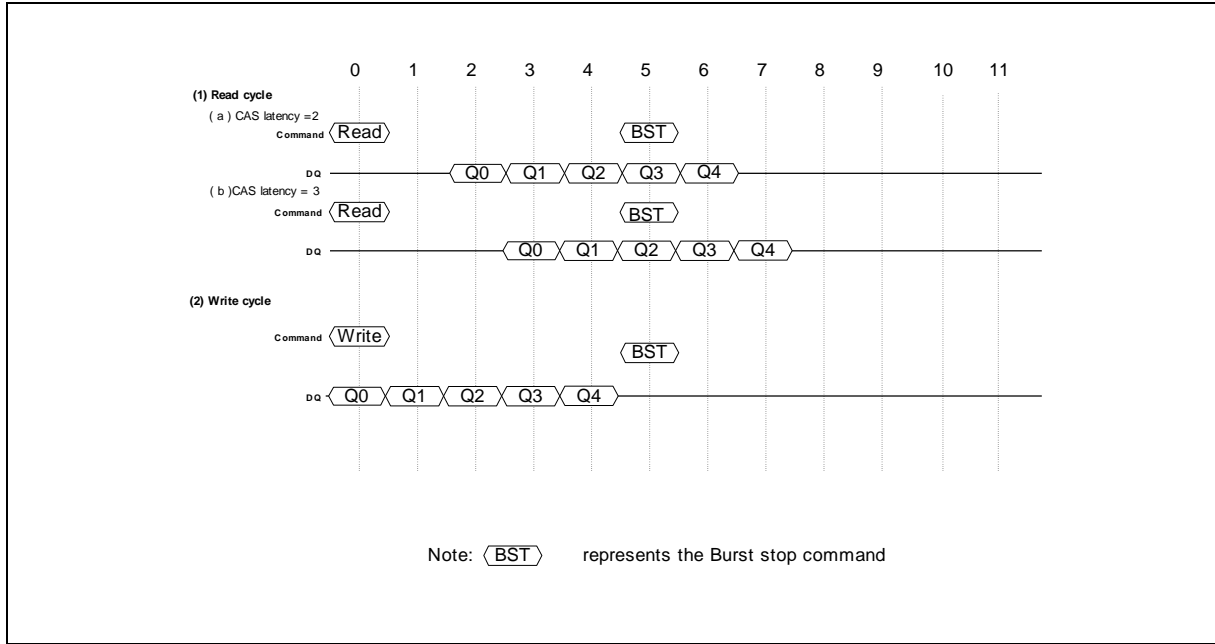 0 1 2 3 4 5 6 7 8 9 10 11
(1) Read cycle
( a ) CAS latency =2
Command Read BST
DQ Q0 Q1 Q2 Q3 Q4
( b )CAS latency = 3
Command Read BST
DQ Q0 Q1 Q2 Q3 Q4
(2) Write cycle
Command Write BST
DQ Q0 Q1 Q2 Q3 Q4
Note: BST represents the Burst stop command